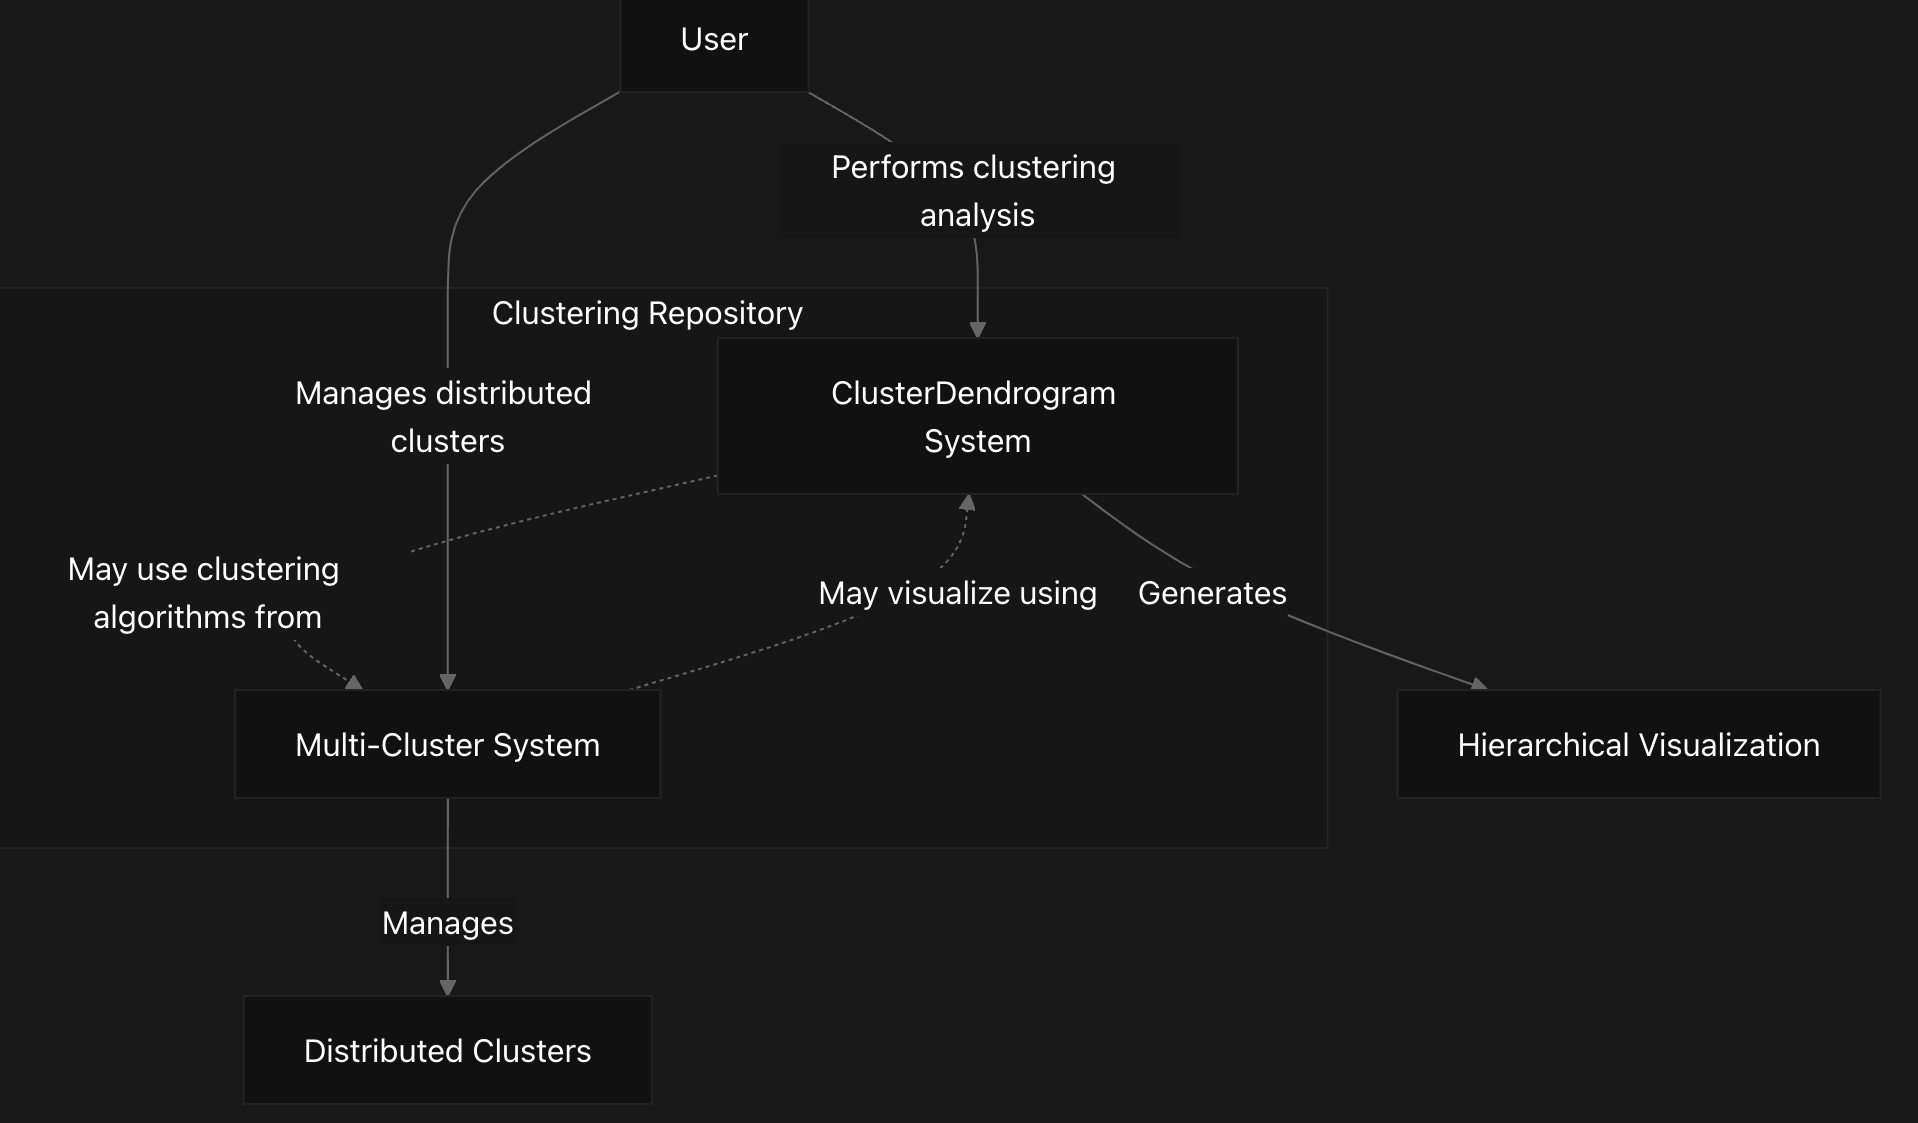 User
Performs clustering
analysis
Clustering Repository
Manages distributed
clusters
ClusterDendrogram
System
May use clustering
algorithms from
May visualize using
Generates
Multi-Cluster System
Hierarchical Visualization
Manages
Distributed Clusters